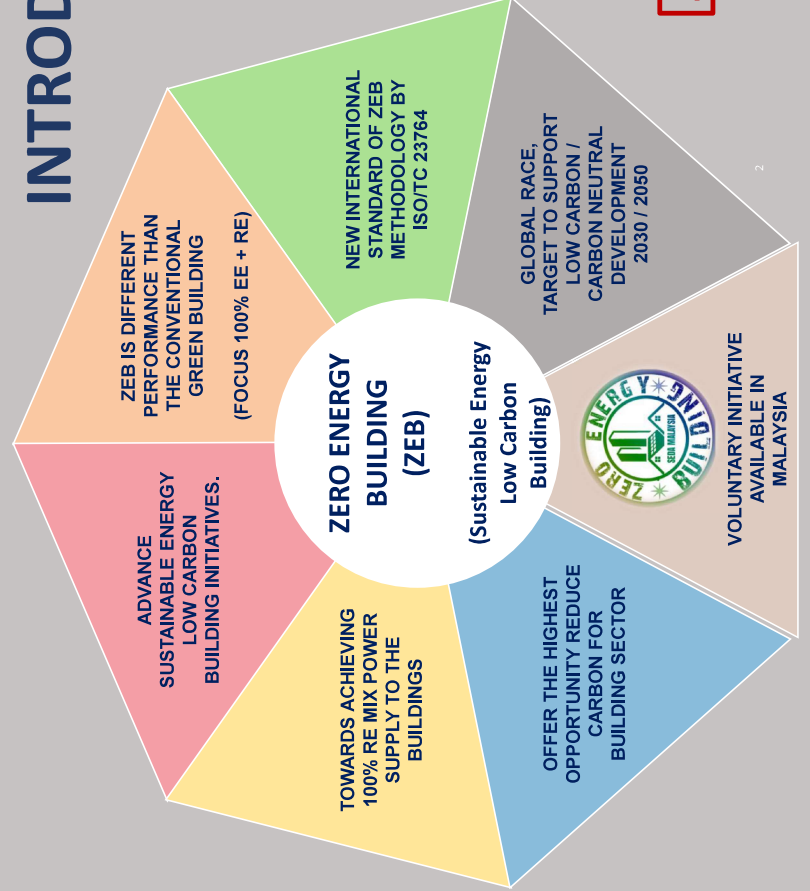 INTROD
ZERO ENERGY
BUILDING
(ZEB)
(Sustainable Energy
Low Carbon
Building)
ADVANCE
SUSTAINABLE ENERGY
LOW CARBON
BUILDING INITIATIVES.
ZEB IS DIFFERENT
PERFORMANCE THAN
THE CONVENTIONAL
GREEN BUILDING
(FOCUS 100% EE + RE)
NEW INTERNATIONAL
STANDARD OF ZEB
METHODOLOGY BY
ISO/TC 23764
GLOBAL RACE,
TARGET TO SUPPORT
LOW CARBON /
CARBON NEUTRAL
DEVELOPMENT
2030 / 2050
ZERO ENERGY
BUILDING
SEDA MALAYSIA
VOLUNTARY INITIATIVE
AVAILABLE IN
MALAYSIA
OFFER THE HIGHEST
OPPORTUNITY REDUCE
CARBON FOR
BUILDING SECTOR
TOWARDS ACHIEVING
100% RE MIX POWER
SUPPLY TO THE
BUILDINGS
2